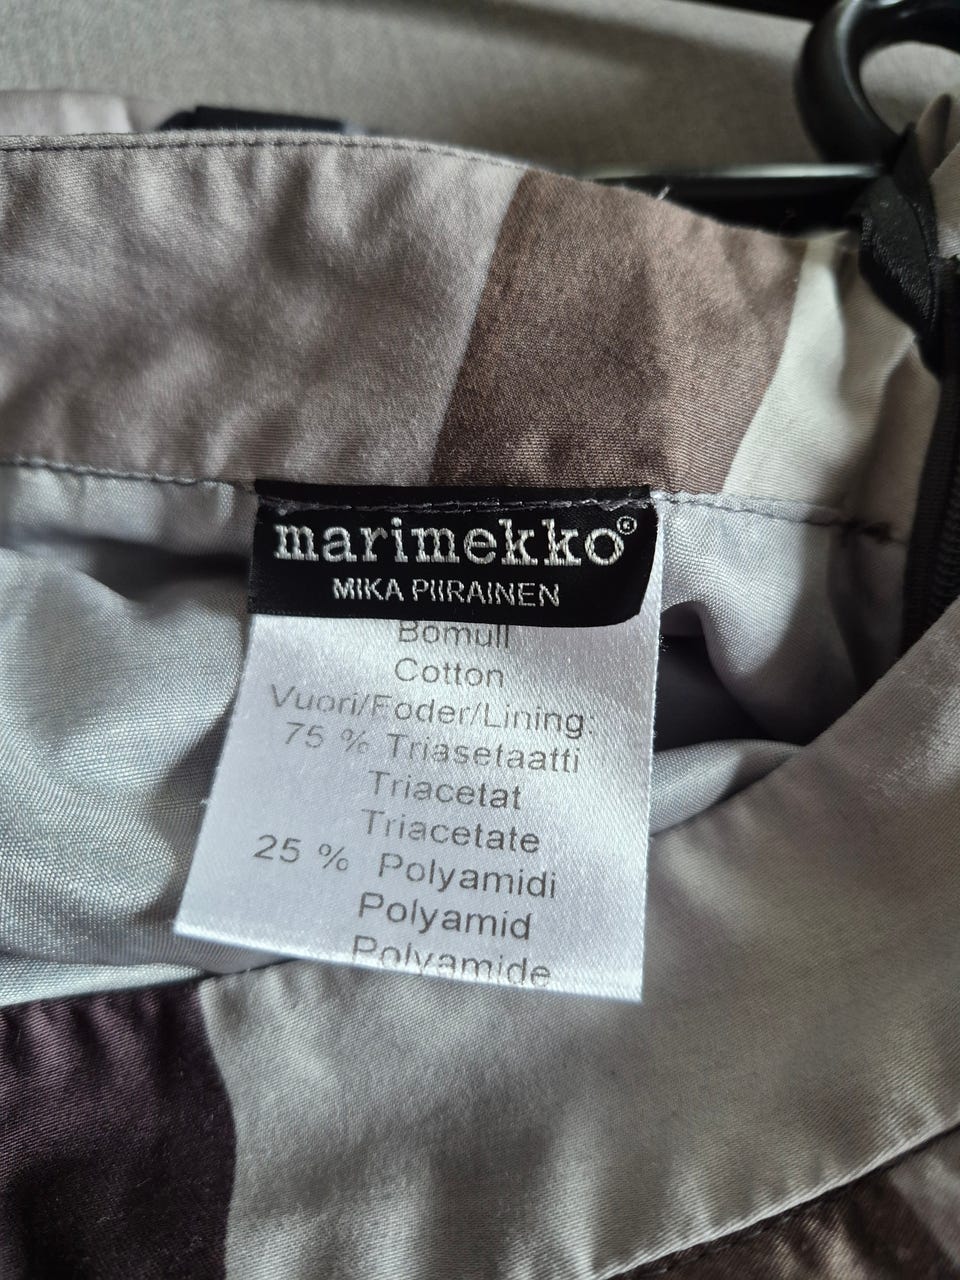 marimekko®
MIKA PIIRAINEN
Bomull
Cotton
Vuori/Foder/Lining:
75 % Triasetaatti
Triacetat
Triacetate
25 % Polyamidi
Polyamid
Polyamide